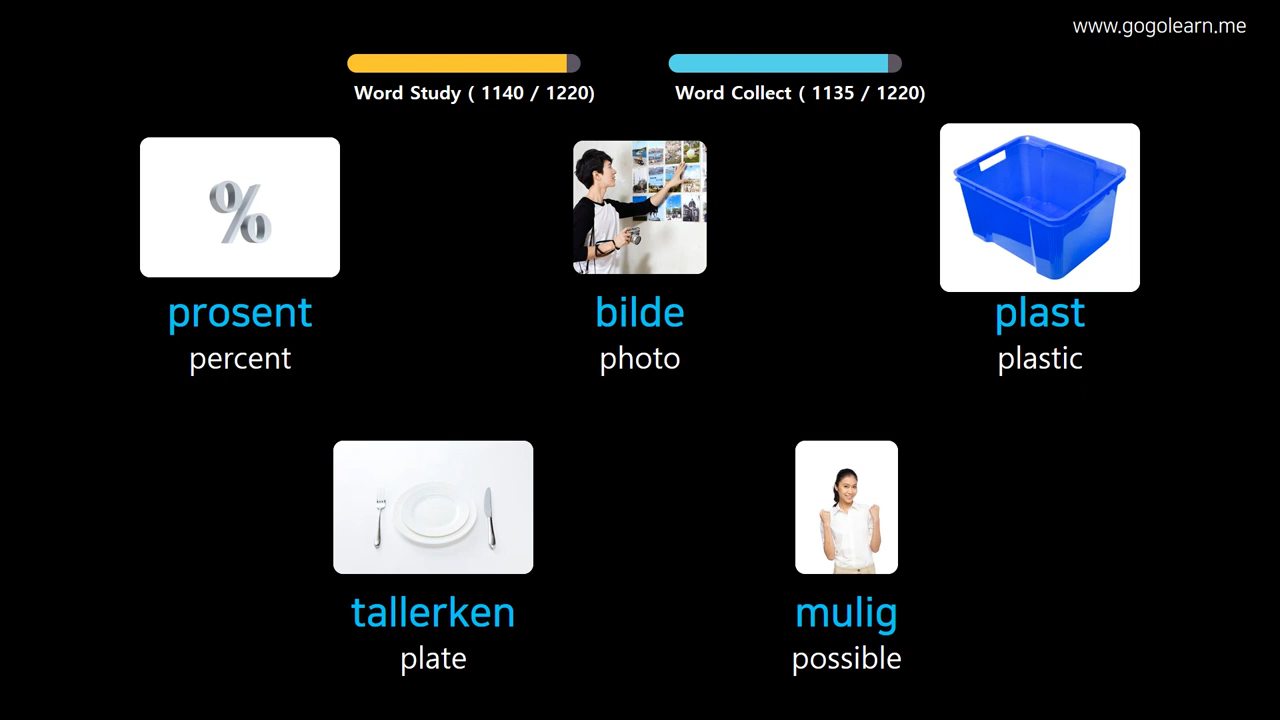 www.gogolearn.me
Word Study ( 1140 / 1220)
Word Collect ( 1135 / 1220)
%
prosent
percent
bilde
photo
plast
plastic
tallerken
plate
mulig
possible